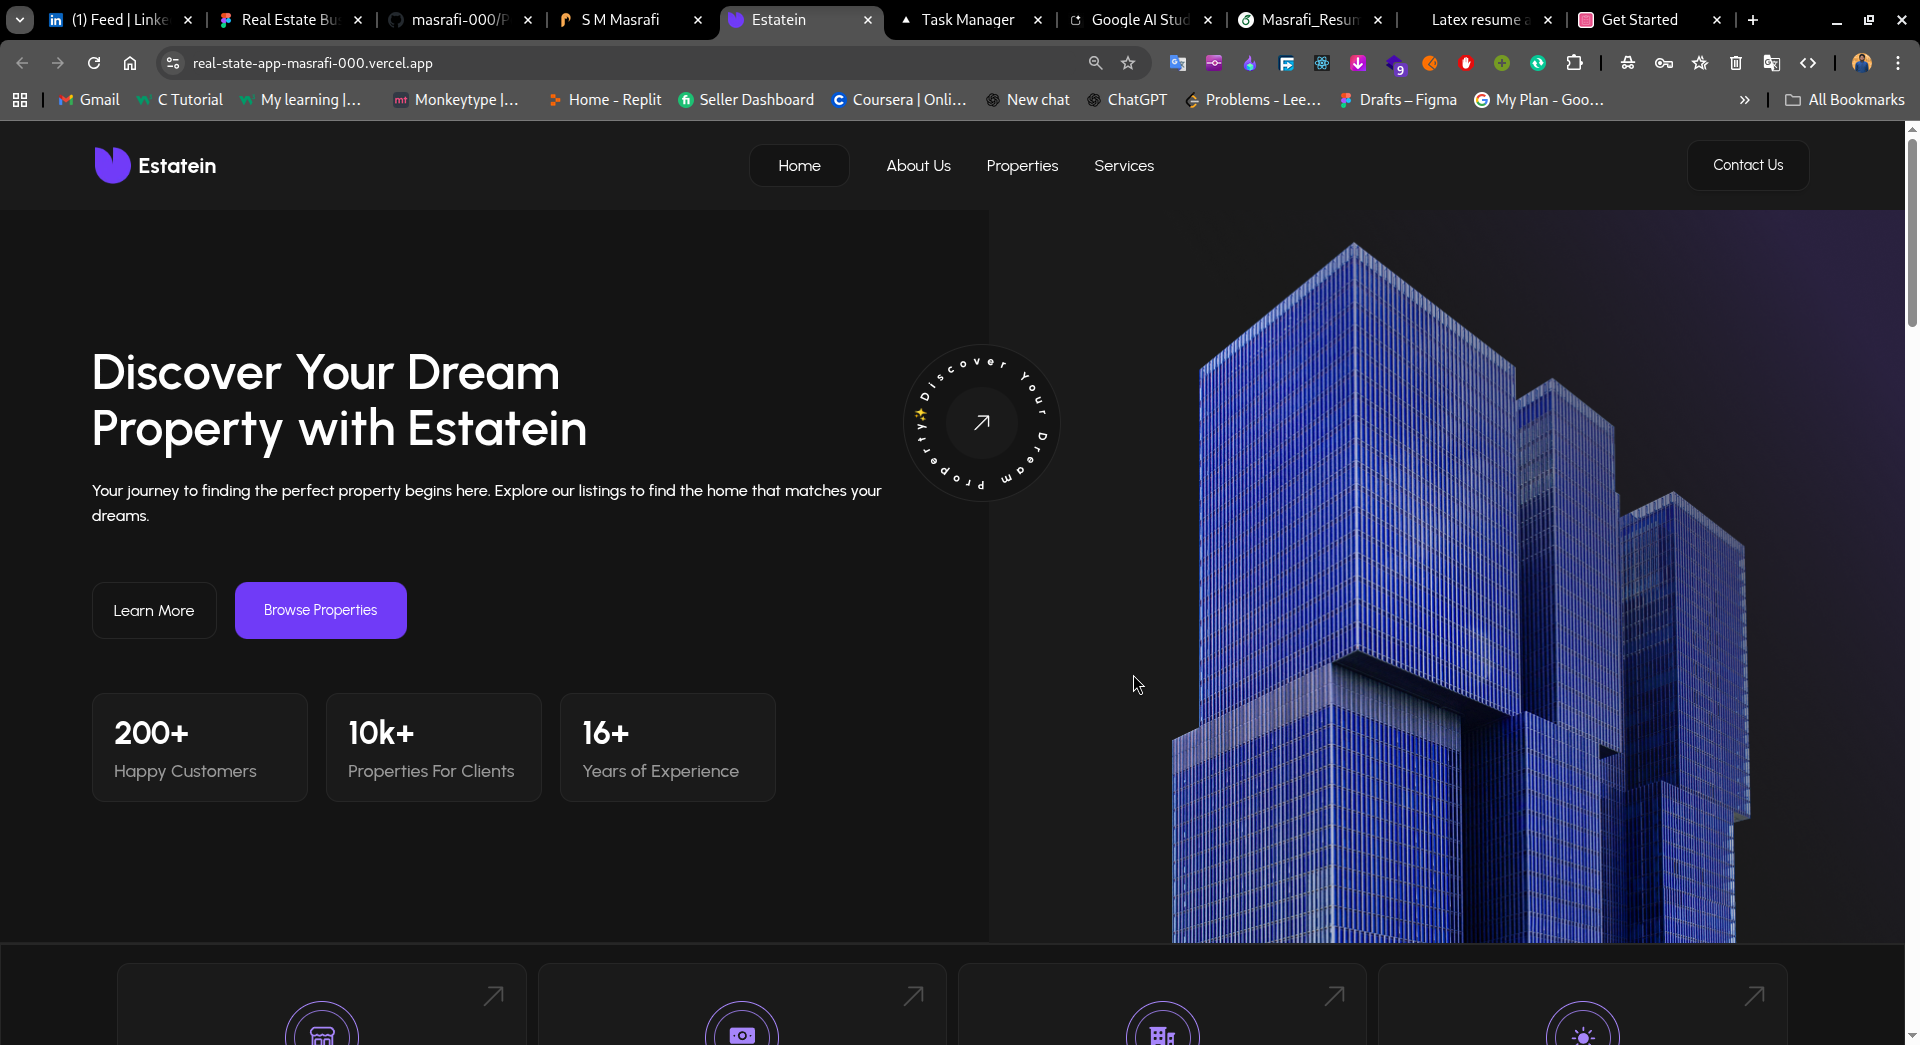 (1) Feed | Linke
Real Estate Bu
masrafi-000/P
S M Masrafi
Estatein
Task Manager
Google AI Stud
Masrafi_Resum
Latex resume a
Get Started
real-state-app-masrafi-000.vercel.app
9
Gmail
C Tutorial
My learning |...
mt
Monkeytype |...
Home - Replit
fi
Seller Dashboard
Coursera | Onli...
New chat
ChatGPT
Problems - Lee...
Drafts – Figma
My Plan - Goo...
All Bookmarks
Estatein
Home
About Us
Properties
Services
Contact Us
Discover Your Dream
Property with Estatein
Your journey to finding the perfect property begins here. Explore our listings to find the home that matches your
dreams.
✨Discover Your Dream Property
Learn More
Browse Properties
200+
Happy Customers
10k+
Properties For Clients
16+
Years of Experience